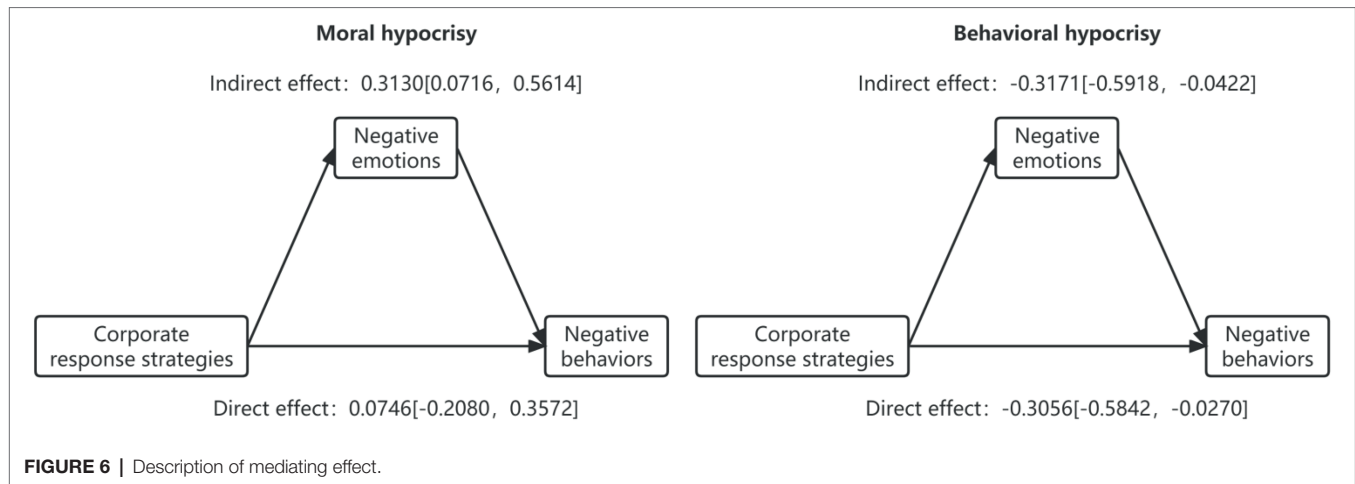 Moral hypocrisy
Indirect effect: 0.3130[0.0716, 0.5614]
Negative
emotions
Corporate
response strategies
Negative
behaviors
Direct effect: 0.0746[-0.2080, 0.3572]
Behavioral hypocrisy
Indirect effect: -0.3171[-0.5918, -0.0422]
Negative
emotions
Corporate
response strategies
Negative
behaviors
Direct effect: -0.3056[-0.5842, -0.0270]
FIGURE 6 | Description of mediating effect.